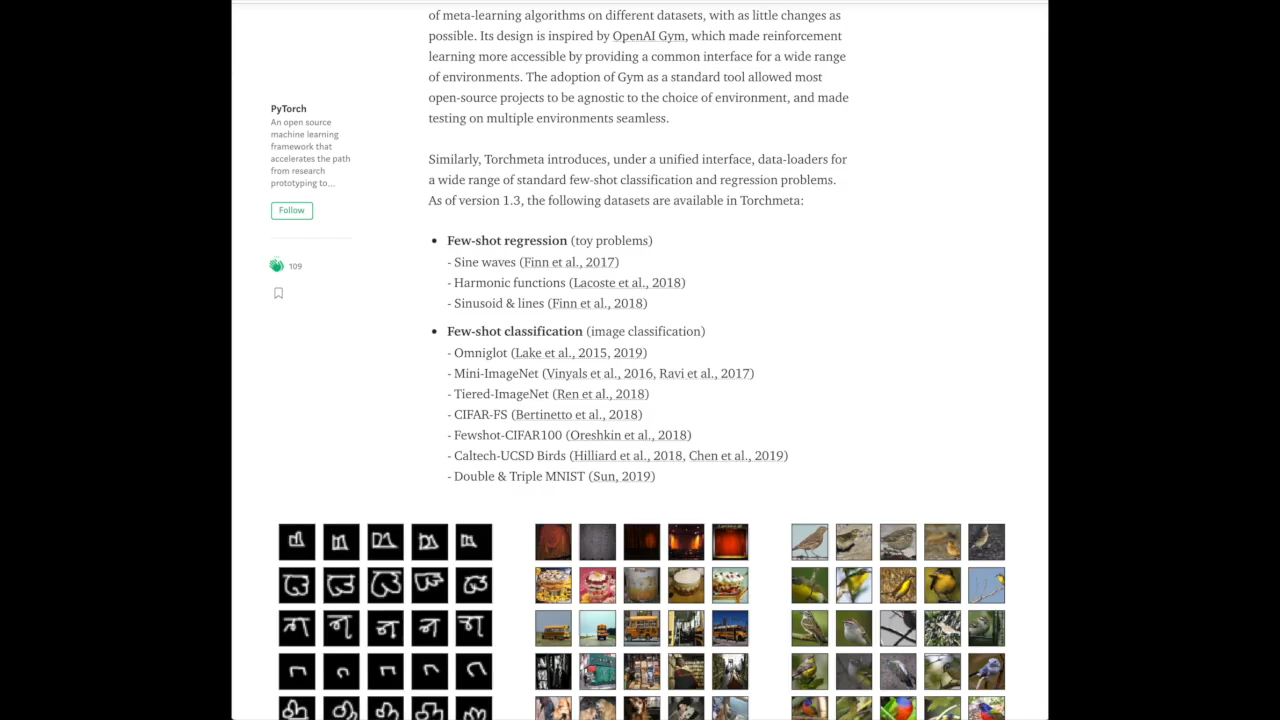 of meta-learning algorithms on different datasets, with as little changes as
possible. Its design is inspired by OpenAI Gym, which made reinforcement
learning more accessible by providing a common interface for a wide range
of environments. The adoption of Gym as a standard tool allowed most
open-source projects to be agnostic to the choice of environment, and made
testing on multiple environments seamless.
PyTorch
An open source
machine learning
framework that
accelerates the path
from research
prototyping to...
Follow
109
Similarly, Torchmeta introduces, under a unified interface, data-loaders for
a wide range of standard few-shot classification and regression problems.
As of version 1.3, the following datasets are available in Torchmeta:
• Few-shot regression (toy problems)
- Sine waves (Finn et al., 2017)
- Harmonic functions (Lacoste et al., 2018)
- Sinusoid & lines (Finn et al., 2018)
• Few-shot classification (image classification)
- Omniglot (Lake et al., 2015, 2019)
- Mini-ImageNet (Vinyals et al., 2016, Ravi et al., 2017)
- Tiered-ImageNet (Ren et al., 2018)
- CIFAR-FS (Bertinetto et al., 2018)
- Fewshot-CIFAR100 (Oreshkin et al., 2018)
- Caltech-UCSD Birds (Hilliard et al., 2018, Chen et al., 2019)
- Double & Triple MNIST (Sun, 2019)